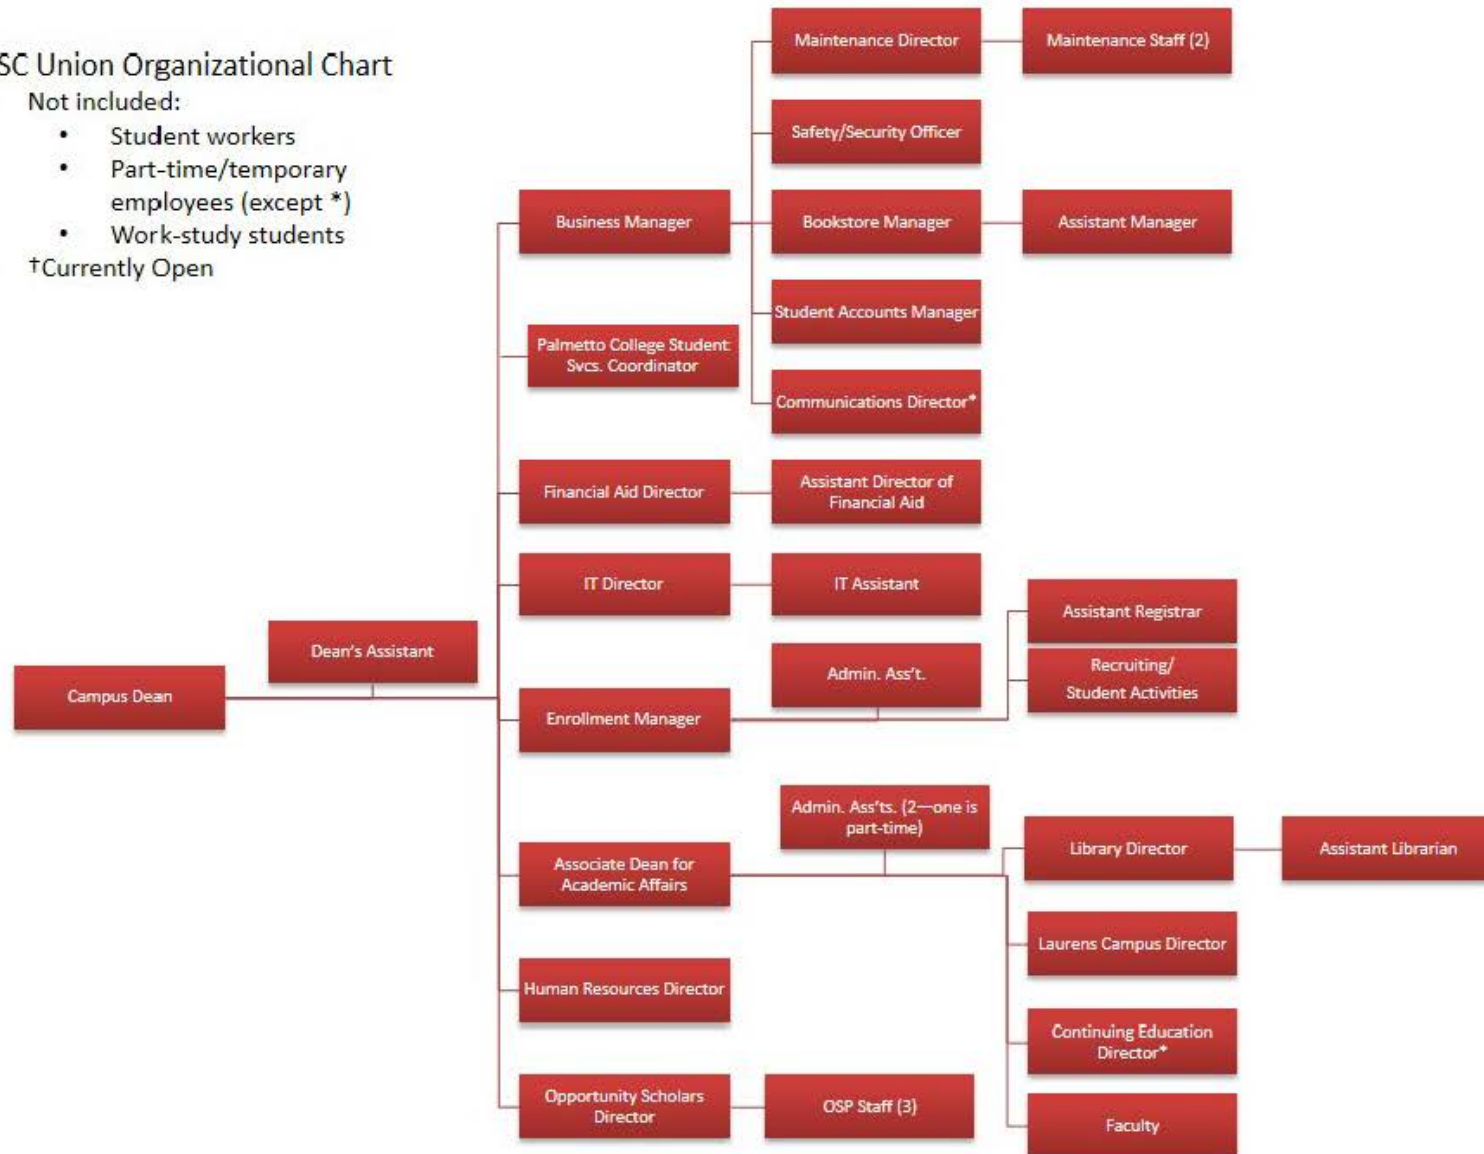 SC Union Organizational Chart
Not included:
• Student workers
• Part-time/temporary
employees (except *)
• Work-study students
†Currently Open
Maintenance Director
Maintenance Staff (2)
Safety/Security Officer
Business Manager
Bookstore Manager
Assistant Manager
Student Accounts Manager
Palmetto College Student
Svcs. Coordinator
Communications Director*
Financial Aid Director
Assistant Director of
Financial Aid
IT Director
IT Assistant
Assistant Registrar
Dean's Assistant
Admin. Ass't.
Recruiting/
Student Activities
Campus Dean
Enrollment Manager
Admin. Ass'ts. (2—one is
part-time)
Library Director
Assistant Librarian
Associate Dean for
Academic Affairs
Laurens Campus Director
Human Resources Director
Continuing Education
Director*
Opportunity Scholars
Director
OSP Staff (3)
Faculty